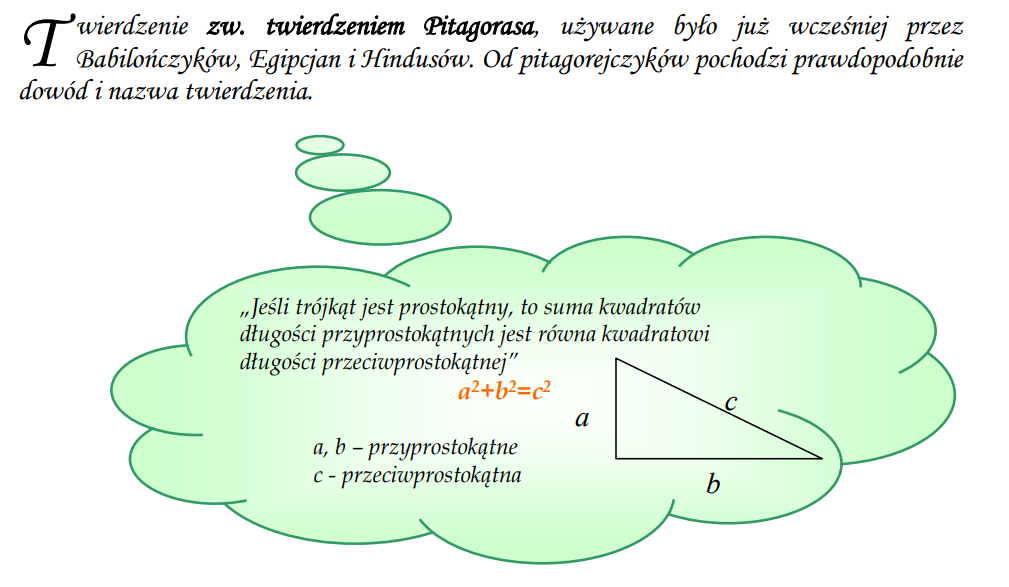 Twierdzenie zw. twierdzeniem Pitagorasa, używane było już wcześniej przez
Babilończyków, Egipcjan i Hindusów. Od pitagorejczyków pochodzi prawdopodobnie
dowód i nazwa twierdzenia.
„Jeśli trójkąt jest prostokątny, to suma kwadratów
długości przyprostokątnych jest równa kwadratowi
długości przeciwprostokątnej”
a²+b²=c²
c
a
a, b – przyprostokątne
c - przeciwprostokątna
b